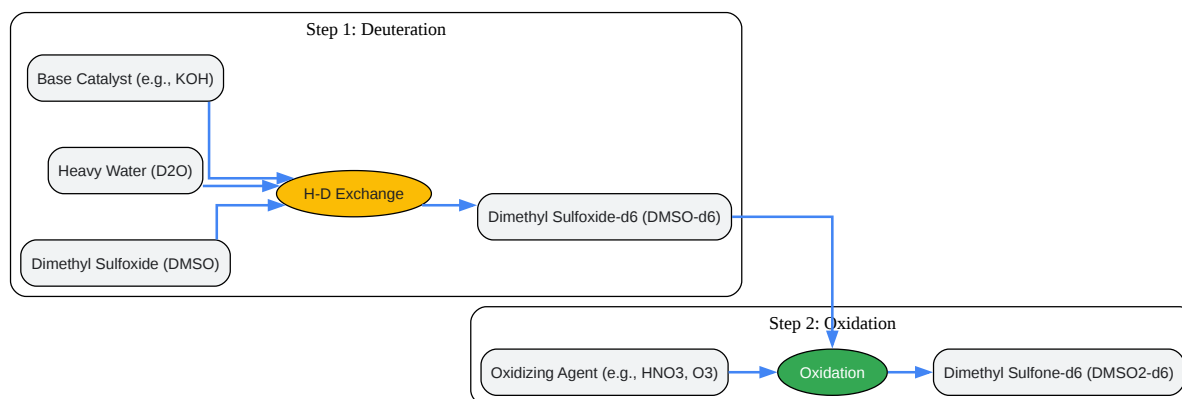 Step 1: Deuteration
Base Catalyst (e.g., KOH)
Heavy Water (D2O)
H-D Exchange
Dimethyl Sulfoxide-d6 (DMSO-d6)
Dimethyl Sulfoxide (DMSO)
Step 2: Oxidation
Oxidizing Agent (e.g., HNO3, O3)
Oxidation
Dimethyl Sulfone-d6 (DMSO2-d6)